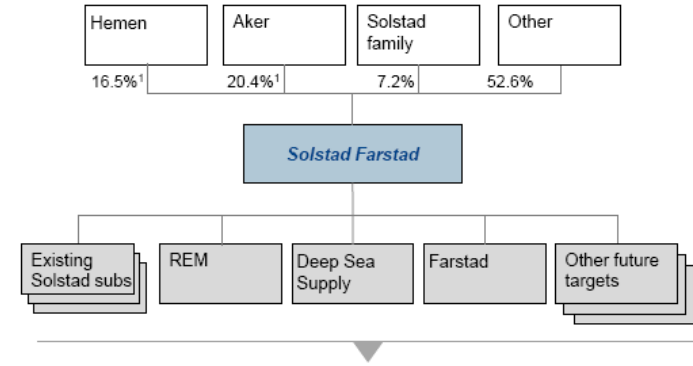 Hemen
Aker
Solstad
family
Other
16.5%¹
20.4%¹
7.2%
52.6%
Solstad Farstad
Existing
Solstad subs
REM
Deep Sea
Supply
Farstad
Other future
targets